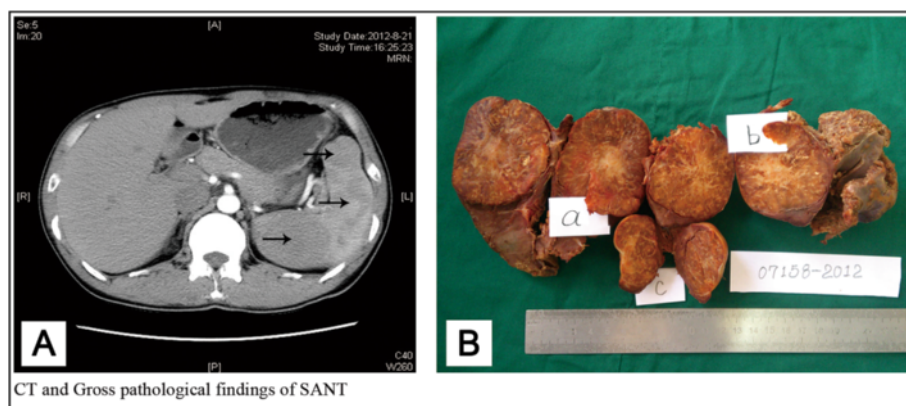 Se:5
Im:20
[A]
Study Date:2012-8-21
Study Time:16:25:23
MRN:
[R]
[L]
[P]
C40
W260
A
a
b
c
07158-2012
B
CT and Gross pathological findings of SANT